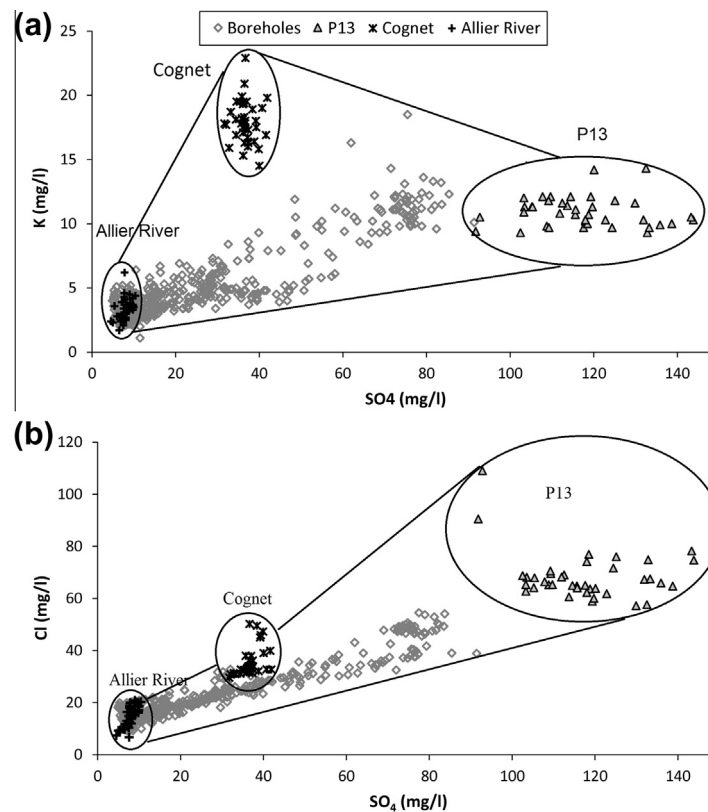 (a)
Boreholes P13 Cognet Allier River
25
20
15
10
5
0
K (mg/l)
Cognet
P13
Allier River
0 20 40 60 80 100 120 140
SO4 (mg/l)
(b)
120
100
80
60
40
20
0
Cl (mg/l)
P13
Cognet
Allier River
0 20 40 60 80 100 120 140
SO4 (mg/l)